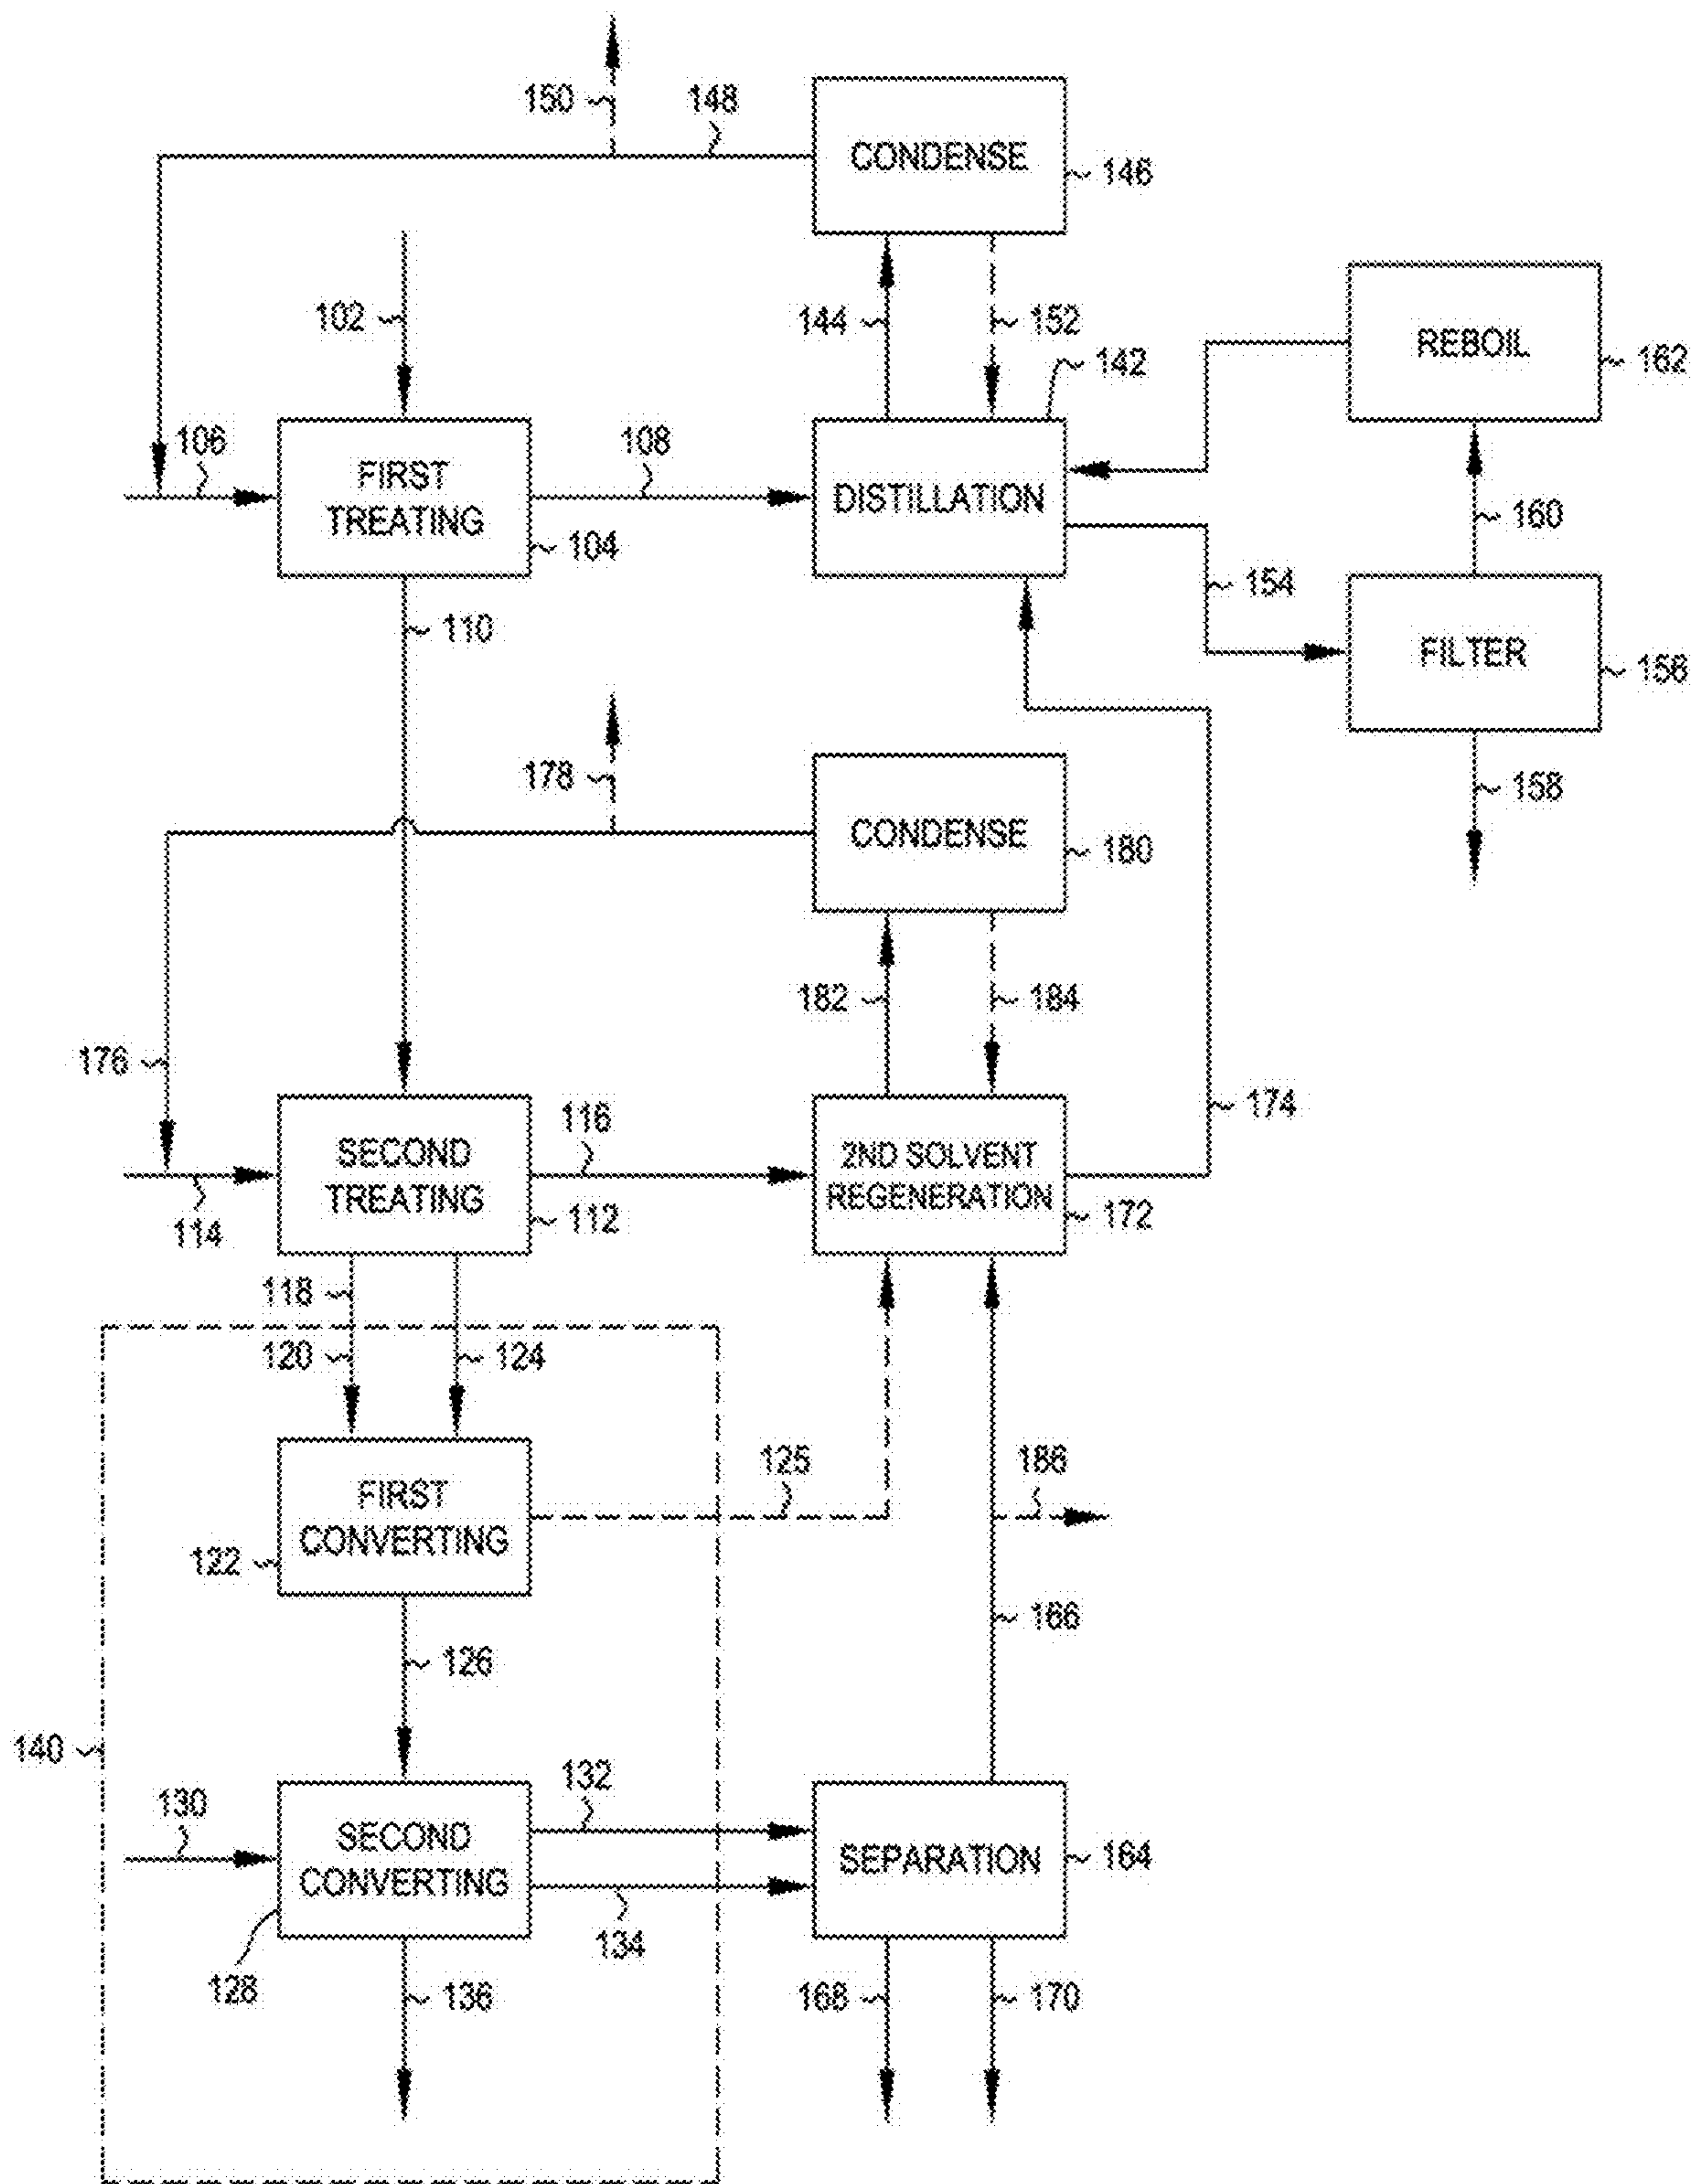 150
148
CONDENSE
146
102
144
152
142
REBOIL
162
106
108
FIRST
TREATING
104
DISTILLATION
160
154
110
FILTER
156
178
158
CONDENSE
180
182
184
176
174
116
SECOND
TREATING
114
112
2ND SOLVENT
REGENERATION
172
118
120
124
125
186
FIRST
CONVERTING
122
166
126
140
132
130
SECOND
CONVERTING
SEPARATION
164
134
128
136
168
170